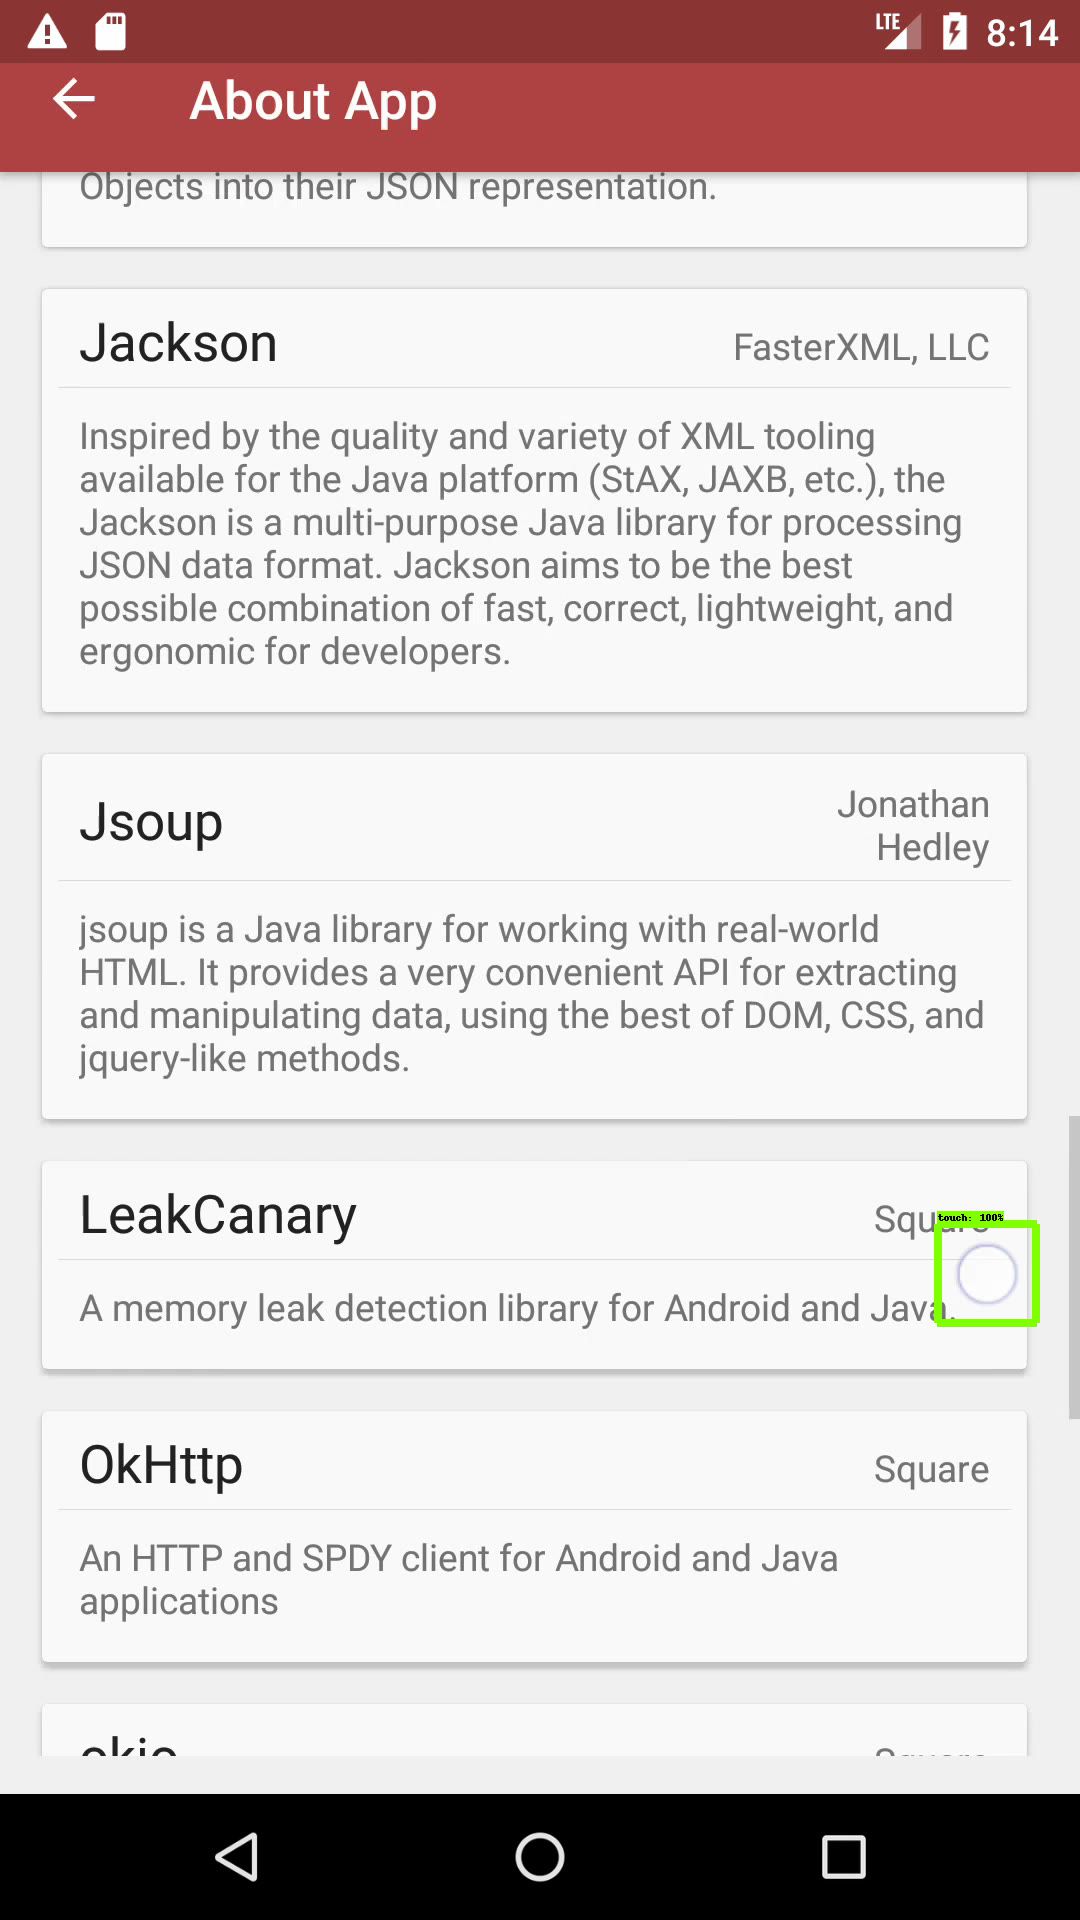 LTE 8:14
About App
Objects into their JSON representation.
Jackson
FasterXML, LLC
Inspired by the quality and variety of XML tooling
available for the Java platform (StAX, JAXB, etc.), the
Jackson is a multi-purpose Java library for processing
JSON data format. Jackson aims to be the best
possible combination of fast, correct, lightweight, and
ergonomic for developers.
Jsoup
Jonathan
Hedley
jsoup is a Java library for working with real-world
HTML. It provides a very convenient API for extracting
and manipulating data, using the best of DOM, CSS, and
jquery-like methods.
LeakCanary
Square
touch: 100%
A memory leak detection library for Android and Java.
OkHttp
Square
An HTTP and SPDY client for Android and Java
applications
okio
Square